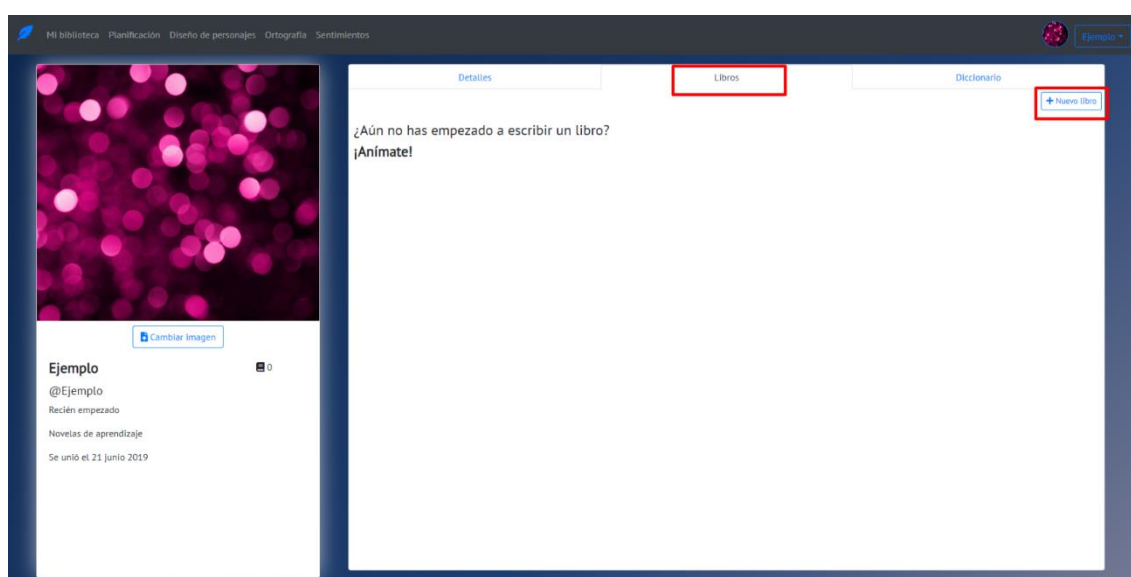 Mi biblioteca Planificación Diseño de personajes Ortografía Sentimientos
Ejemplo
Detalles Libros Diccionario
Nuevo libro
¿Aún no has empezado a escribir un libro?
¡Anímate!
Cambiar imagen
Ejemplo 0
@Ejemplo
Recién empezado
Novelas de aprendizaje
Se unió el 21 junio 2019